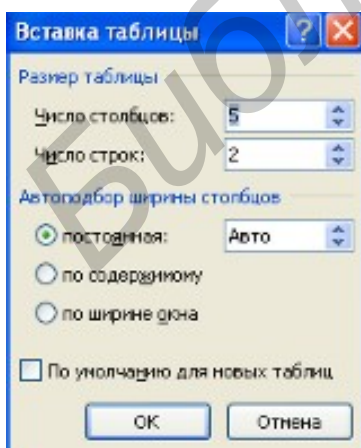 Вставка таблицы
Размер таблицы
Число столбцов: 5
Число строк: 2
Автоподбор ширины столбцов
постоянная: Авто
по содержимому
по ширине окна
По умолчанию для новых таблиц
ОК Отмена